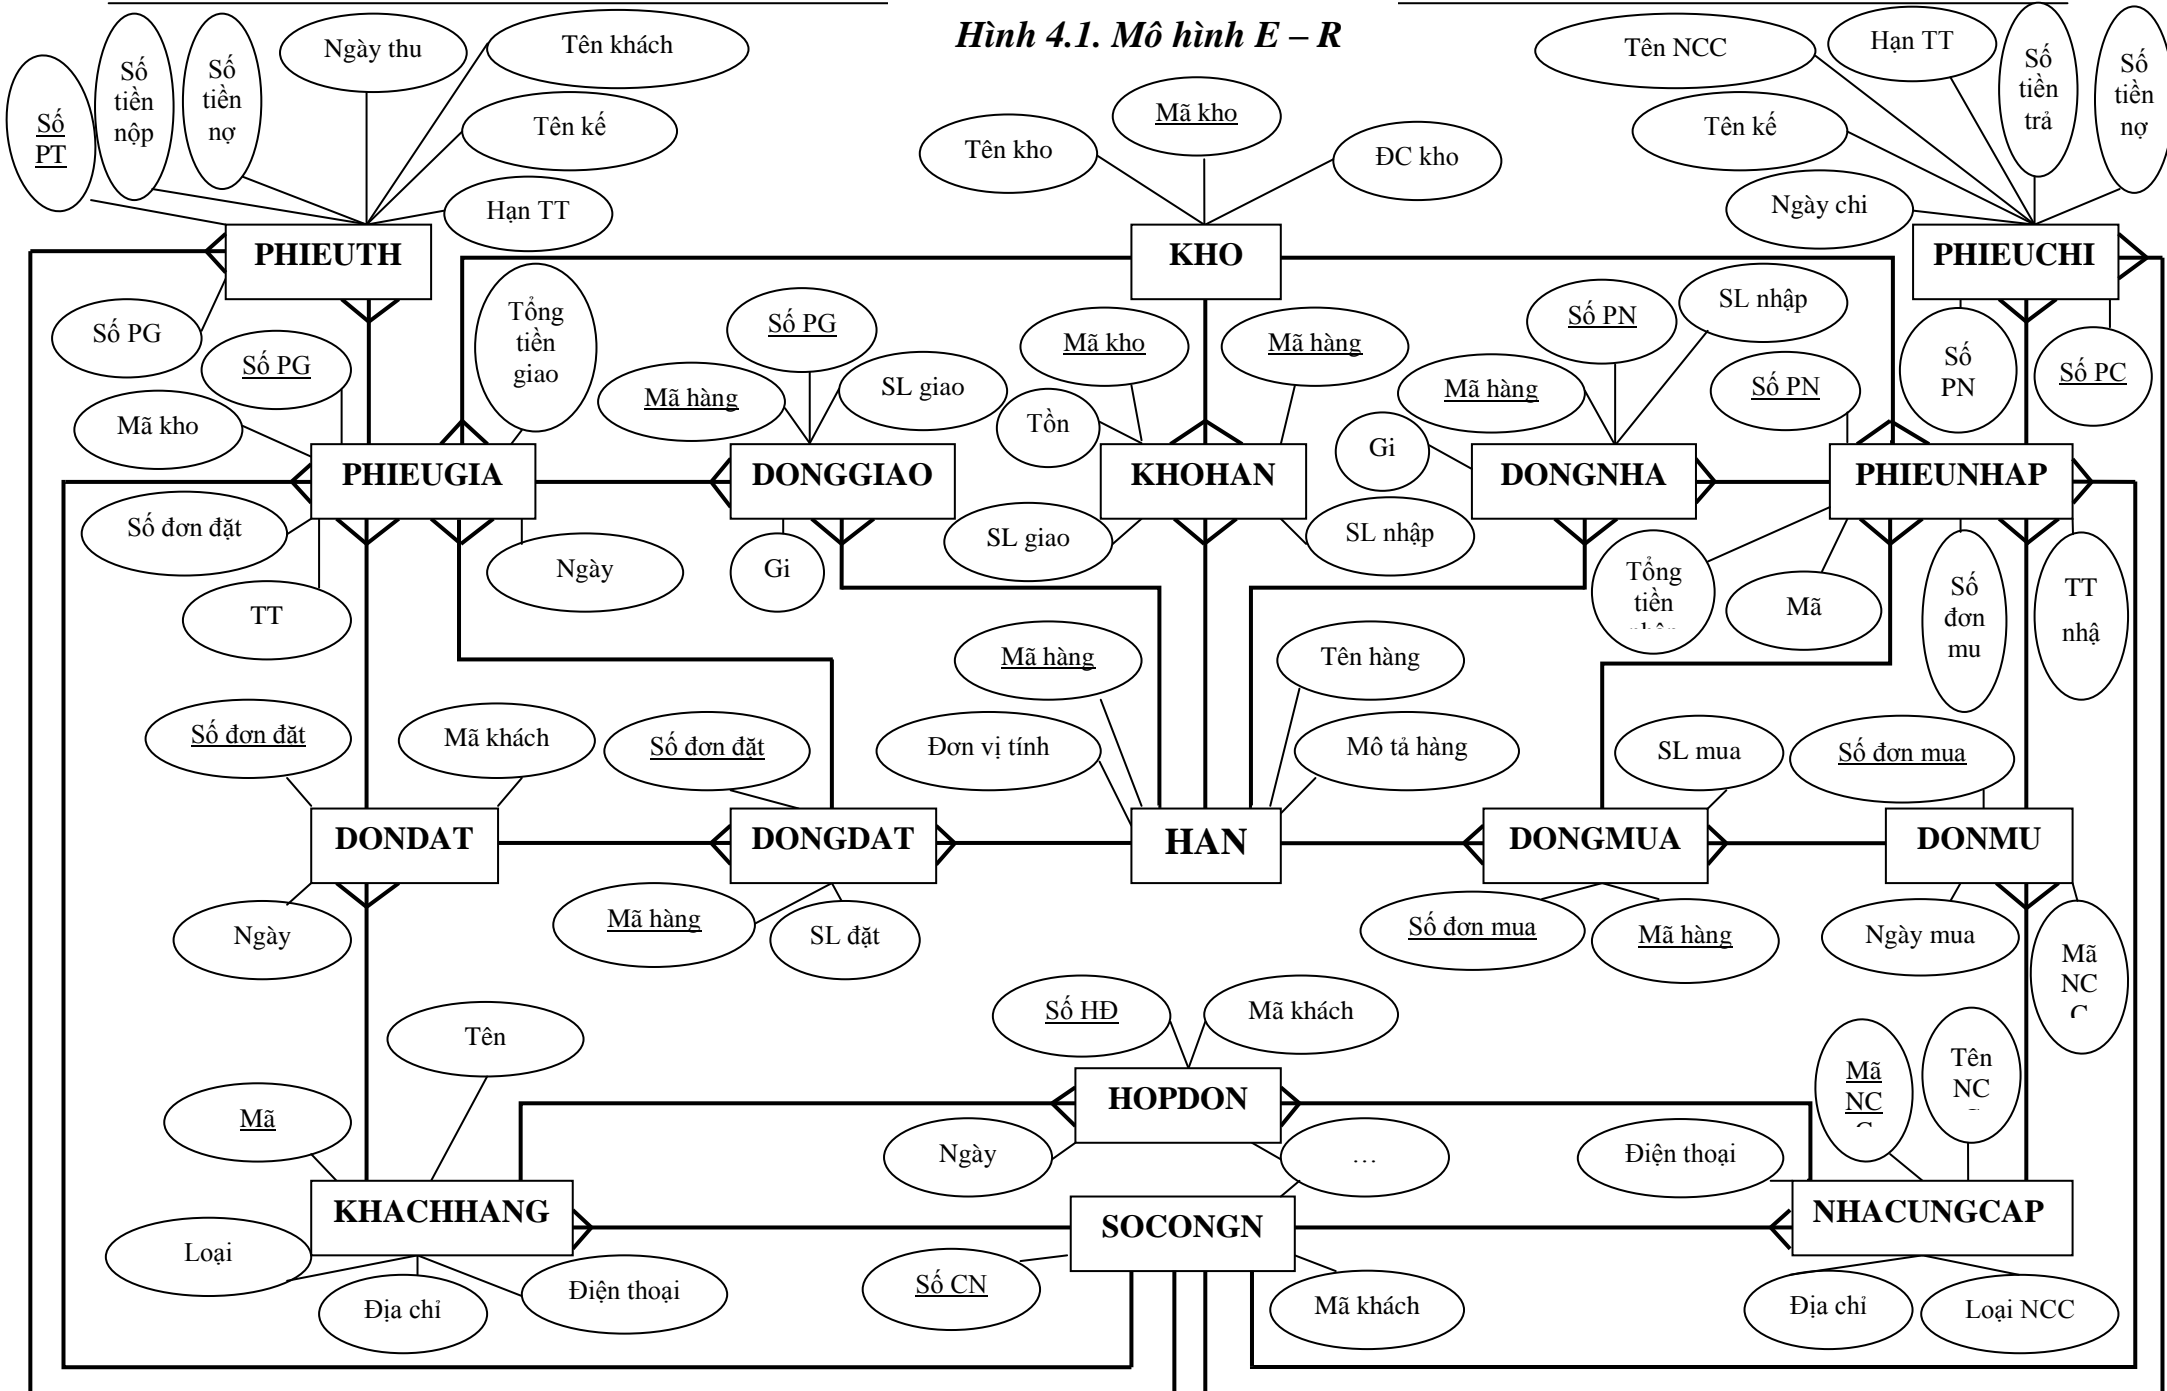 Hình 4.1. Mô hình E – R
Số
PT
Số
tiền
nộp
Số
tiền
nợ
Ngày thu
Tên khách
Tên kế
Hạn TT
Tên kho
Mã kho
ĐC kho
Tên NCC
Hạn TT
Số
tiền
trả
Số
tiền
nợ
Tên kế
Ngày chi
PHIEUTH
KHO
PHIEUCHI
Số PG
Số PG
Tổng
tiền
giao
Số PG
Mã hàng
SL giao
Mã kho
Mã hàng
Tồn
Số PN
SL nhập
Mã hàng
Gi
Số PN
Số
PN
Số PC
Mã kho
PHIEUGIA
DONGGIAO
KHOHAN
DONGNHA
PHIEUNHAP
Số đơn đặt
TT
Ngày
Gi
SL giao
SL nhập
Tổng
tiền
Mã
Số
đơn
mu
TT
nhậ
Mã hàng
Tên hàng
Đơn vị tính
Mô tả hàng
Số đơn đăt
Mã khách
Số đơn đặt
SL mua
Số đơn mua
DONDAT
DONGDAT
HAN
DONGMUA
DONMU
Ngày
Mã hàng
SL đặt
Số đơn mua
Mã hàng
Ngày mua
Mã
NC
C
Tên
Mã
Số HĐ
Mã khách
HOPDON
Ngày
…
Điện thoại
Mã
NC
Tên
NC
KHACHHANG
SOCONGN
NHACUNGCAP
Loại
Địa chỉ
Điện thoại
Số CN
Mã khách
Địa chỉ
Loại NCC